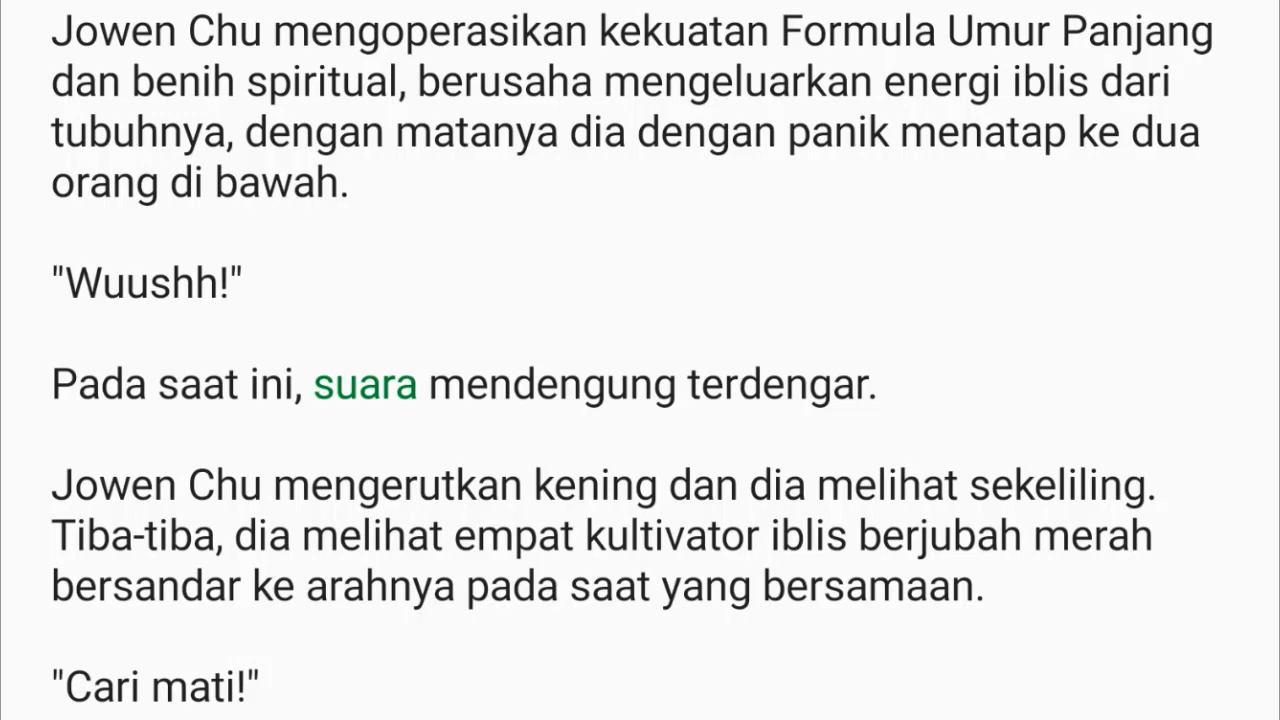 Jowen Chu mengoperasikan kekuatan Formula Umur Panjang
dan benih spiritual, berusaha mengeluarkan energi iblis dari
tubuhnya, dengan matanya dia dengan panik menatap ke dua
orang di bawah.
"Wuushh!"
Pada saat ini, suara mendengung terdengar.
Jowen Chu mengerutkan kening dan dia melihat sekeliling.
Tiba-tiba, dia melihat empat kultivator iblis berjubah merah
bersandar ke arahnya pada saat yang bersamaan.
"Cari mati!"